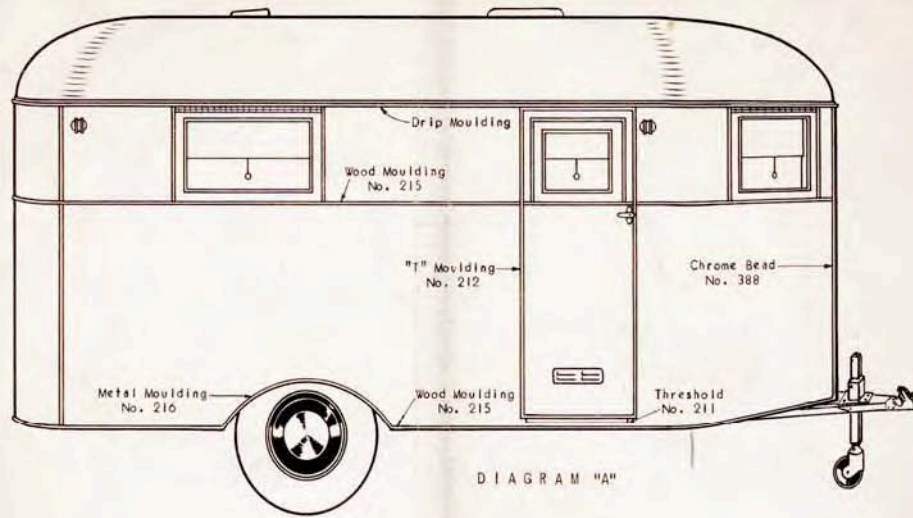 Drip Moulding
Wood Moulding
No. 215
"T" Moulding
No. 212
Chrome Bead
No. 388
Metal Moulding
No. 216
Wood Moulding
No. 215
Threshold
No. 211
DIAGRAM "A"